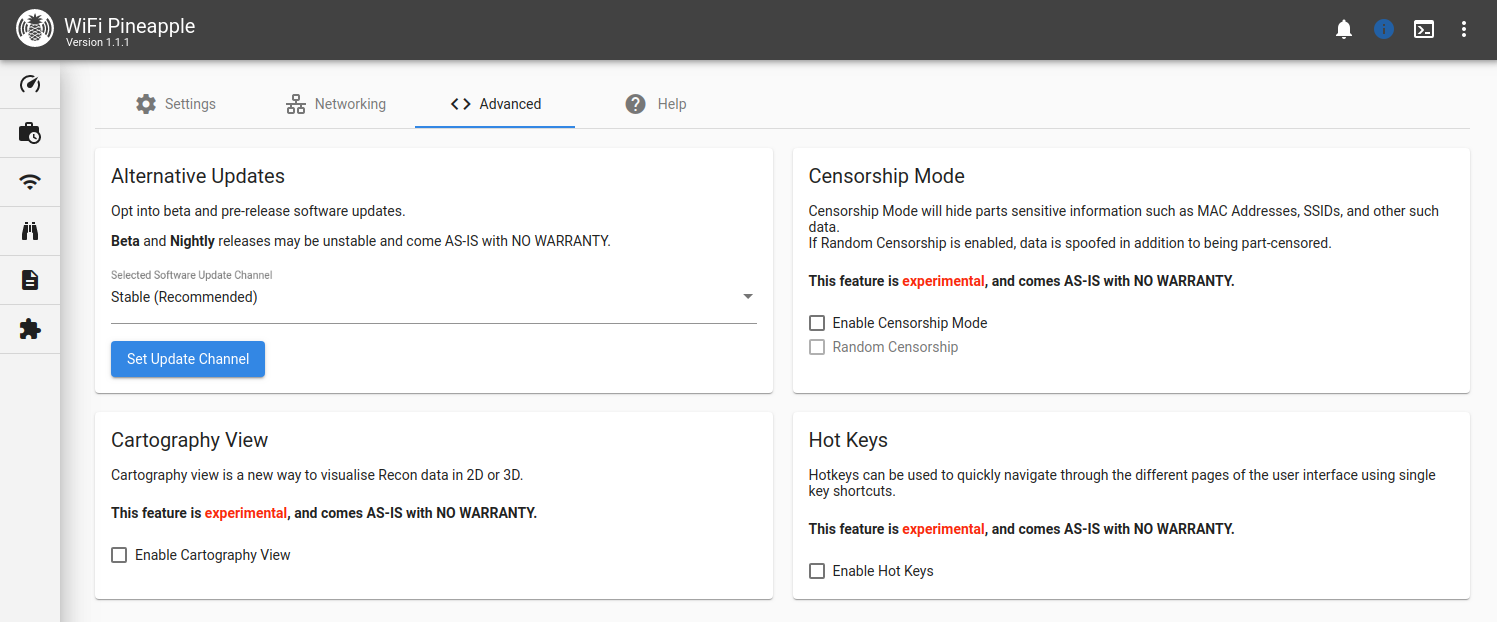 WiFi Pineapple
Version 1.1.1
Settings
Networking
Advanced
Help
Alternative Updates
Opt into beta and pre-release software updates.
Beta and Nightly releases may be unstable and come AS-IS with NO WARRANTY.
Selected Software Update Channel
Stable (Recommended)
Set Update Channel
Censorship Mode
Censorship Mode will hide parts sensitive information such as MAC Addresses, SSIDs, and other such
data.
If Random Censorship is enabled, data is spoofed in addition to being part-censored.
This feature is experimental, and comes AS-IS with NO WARRANTY.
Enable Censorship Mode
Random Censorship
Cartography View
Cartography view is a new way to visualise Recon data in 2D or 3D.
This feature is experimental, and comes AS-IS with NO WARRANTY.
Enable Cartography View
Hot Keys
Hotkeys can be used to quickly navigate through the different pages of the user interface using single
key shortcuts.
This feature is experimental, and comes AS-IS with NO WARRANTY.
Enable Hot Keys